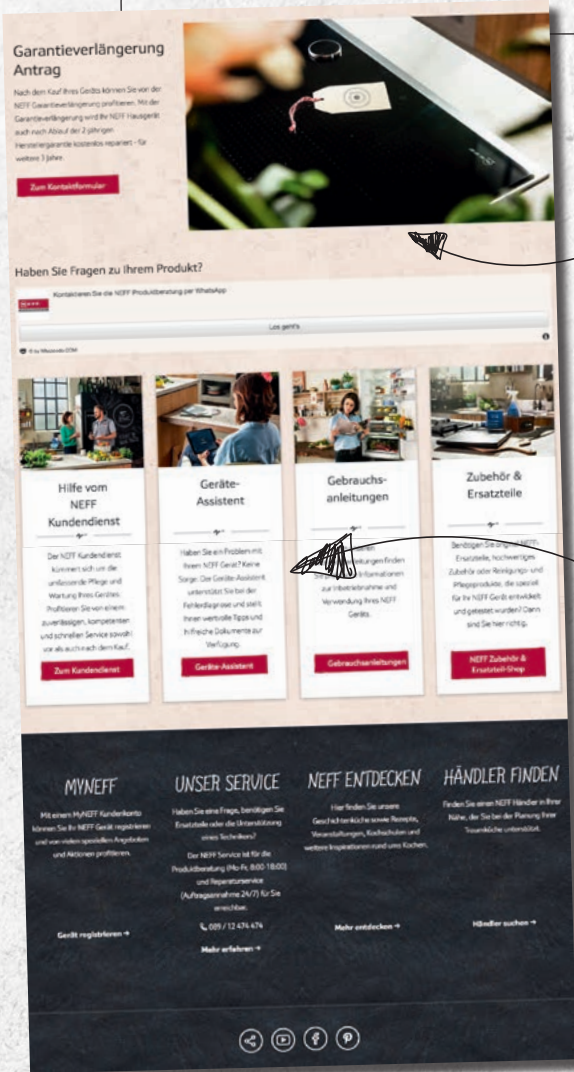 Garantieverlängerung
Antrag
Nach dem Kauf Ihres Geräts können Sie von der
NEFF Garantieverlängerung profitieren. Mit der
Garantieverlängerung wird Ihr NEFF Hausgerät
auch nach Ablauf der 2 jährigen
Herstellergarantie kostenlos repariert - für
weitere 3 Jahre.
Zum Kontaktformular
Haben Sie Fragen zu Ihrem Produkt?
Kontaktieren Sie die NEFF Produktberatung per WhatsApp
Los geht's
Hilfe vom
NEFF
Kundendienst
Der NEFF Kundendienst
kümmert sich um die
umfassende Pflege und
Wartung Ihres Gerätes.
Profitieren Sie von einem
zuverlässigen, kompetenten
und schnellen Service sowohl
vor als auch nach dem Kauf.
Zum Kundendienst
Geräte-
Assistent
Haben Sie ein Problem mit
Ihrem NEFF Gerät? Keine
Sorge. Der Geräte-Assistent
unterstützt Sie bei der
Fehlerdiagnose und stellt
Ihnen wertvolle Tipps und
hilfreiche Dokumente zur
Verfügung.
Geräte-Assistent
Gebrauchs-
anleitungen
Informationen
zur Inbetriebnahme und
Verwendung Ihres NEFF
Geräts.
Gebrauchsanleitungen
Zubehör &
Ersatzteile
Benötigen Sie original NEFF-
Ersatzteile, hochwertiges
Zubehör oder Reinigungs- und
Pflegeprodukte, die speziell
für Ihr NEFF Gerät entwickelt
und getestet wurden? Dann
sind Sie hier richtig.
NEFF Zubehör &
Ersatzteil-Shop
MYNEFF
Mit einem MyNEFF Kundenkonto
können Sie Ihr NEFF Gerät registrieren
und von vielen speziellen Angeboten
und Aktionen profitieren.
Gerät registrieren →
UNSER SERVICE
Haben Sie eine Frage, benötigen Sie
Ersatzteile oder die Unterstützung
eines Technikers?
Der NEFF Service ist für die
Produktberatung (Mo-Fr, 8:00-18:00)
und Reparaturservice
(Auftragsannahme 24/7) für Sie
erreichbar.
089 / 12 474 474
Mehr erfahren →
NEFF ENTDECKEN
Hier finden Sie unsere
Geschichtenküche sowie Rezepte,
Veranstaltungen, Kochschulen und
weitere Inspirationen rund ums Kochen.
Mehr entdecken →
HÄNDLER FINDEN
Finden Sie einen NEFF Händler in Ihrer
Nähe, der Sie bei der Planung Ihrer
Traumküche unterstützt.
Händler suchen →